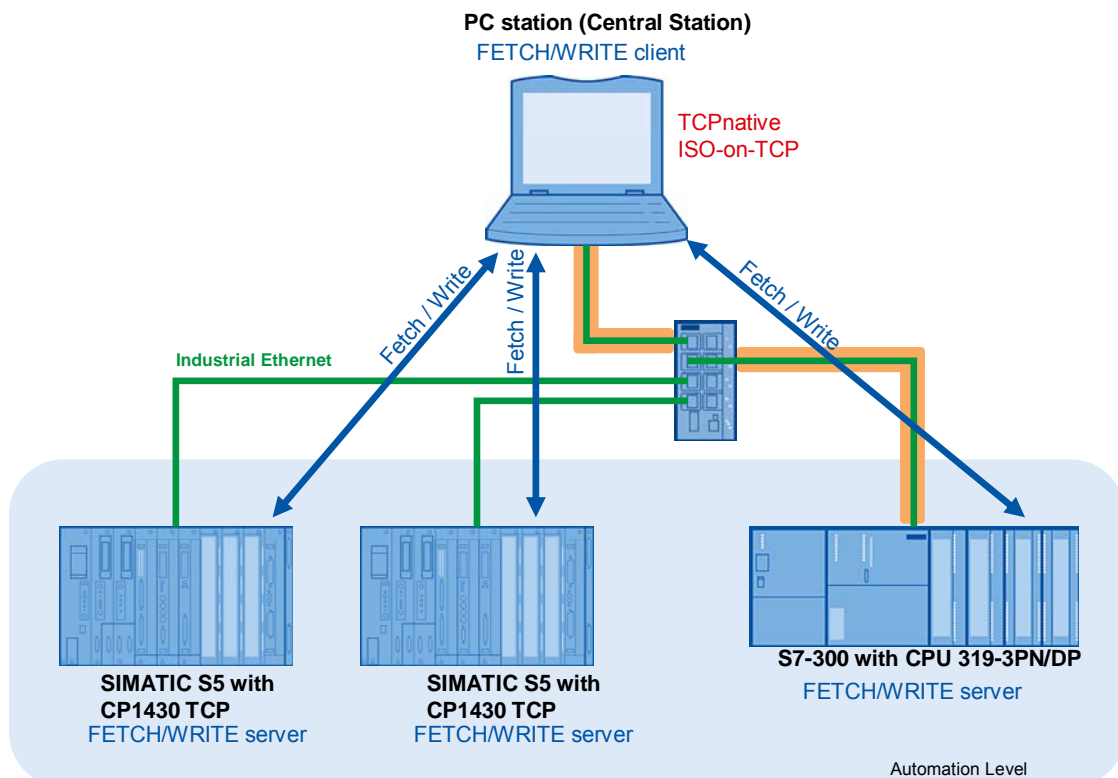 PC station (Central Station)
FETCH/WRITE client
TCPnative
ISO-on-TCP
Fetch / Write
Fetch / Write
Fetch / Write
Industrial Ethernet
SIMATIC S5 with
CP1430 TCP
FETCH/WRITE server
SIMATIC S5 with
CP1430 TCP
FETCH/WRITE server
S7-300 with CPU 319-3PN/DP
FETCH/WRITE server
Automation Level